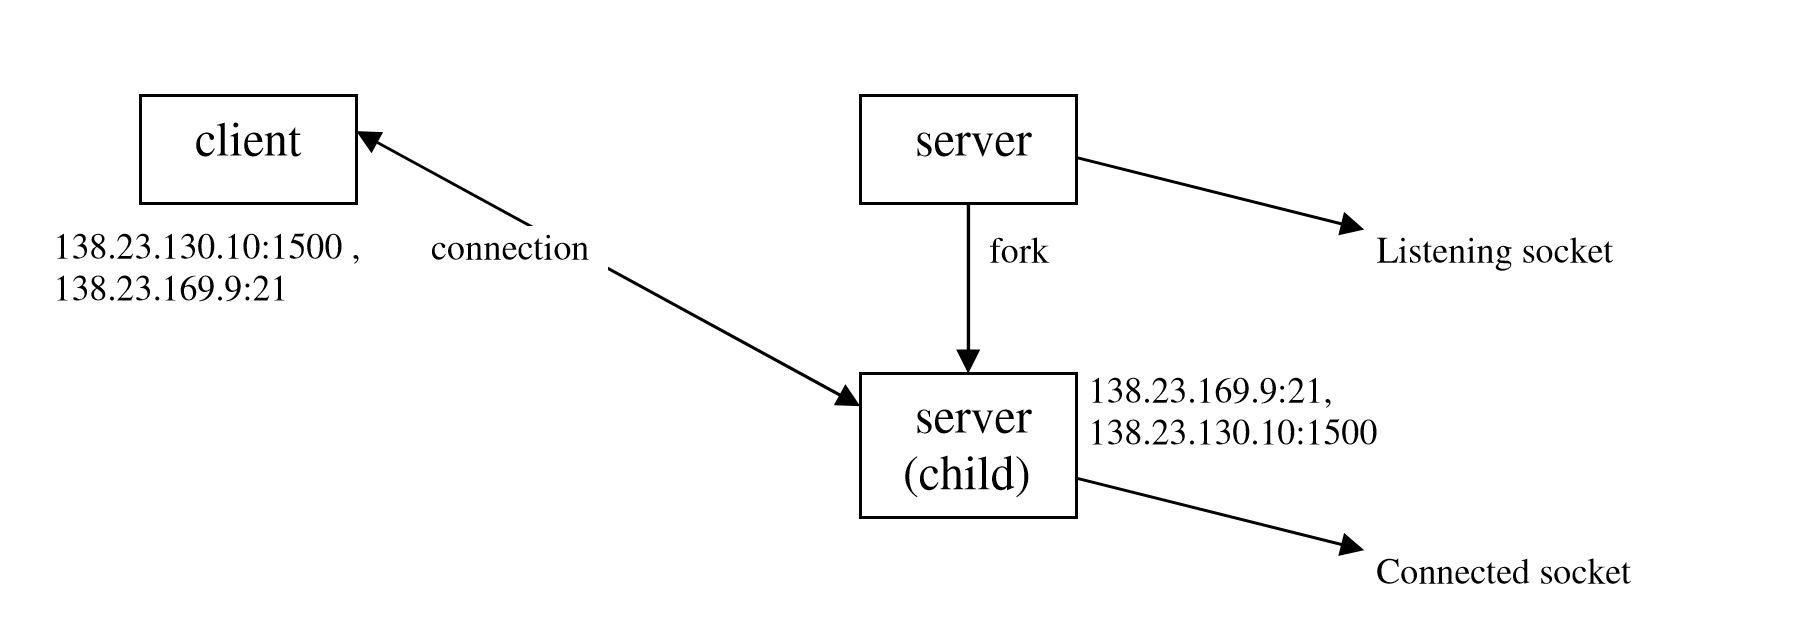 client
server
138.23.130.10:1500 ,
138.23.169.9:21
connection
fork
Listening socket
server
(child)
138.23.169.9:21,
138.23.130.10:1500
Connected socket